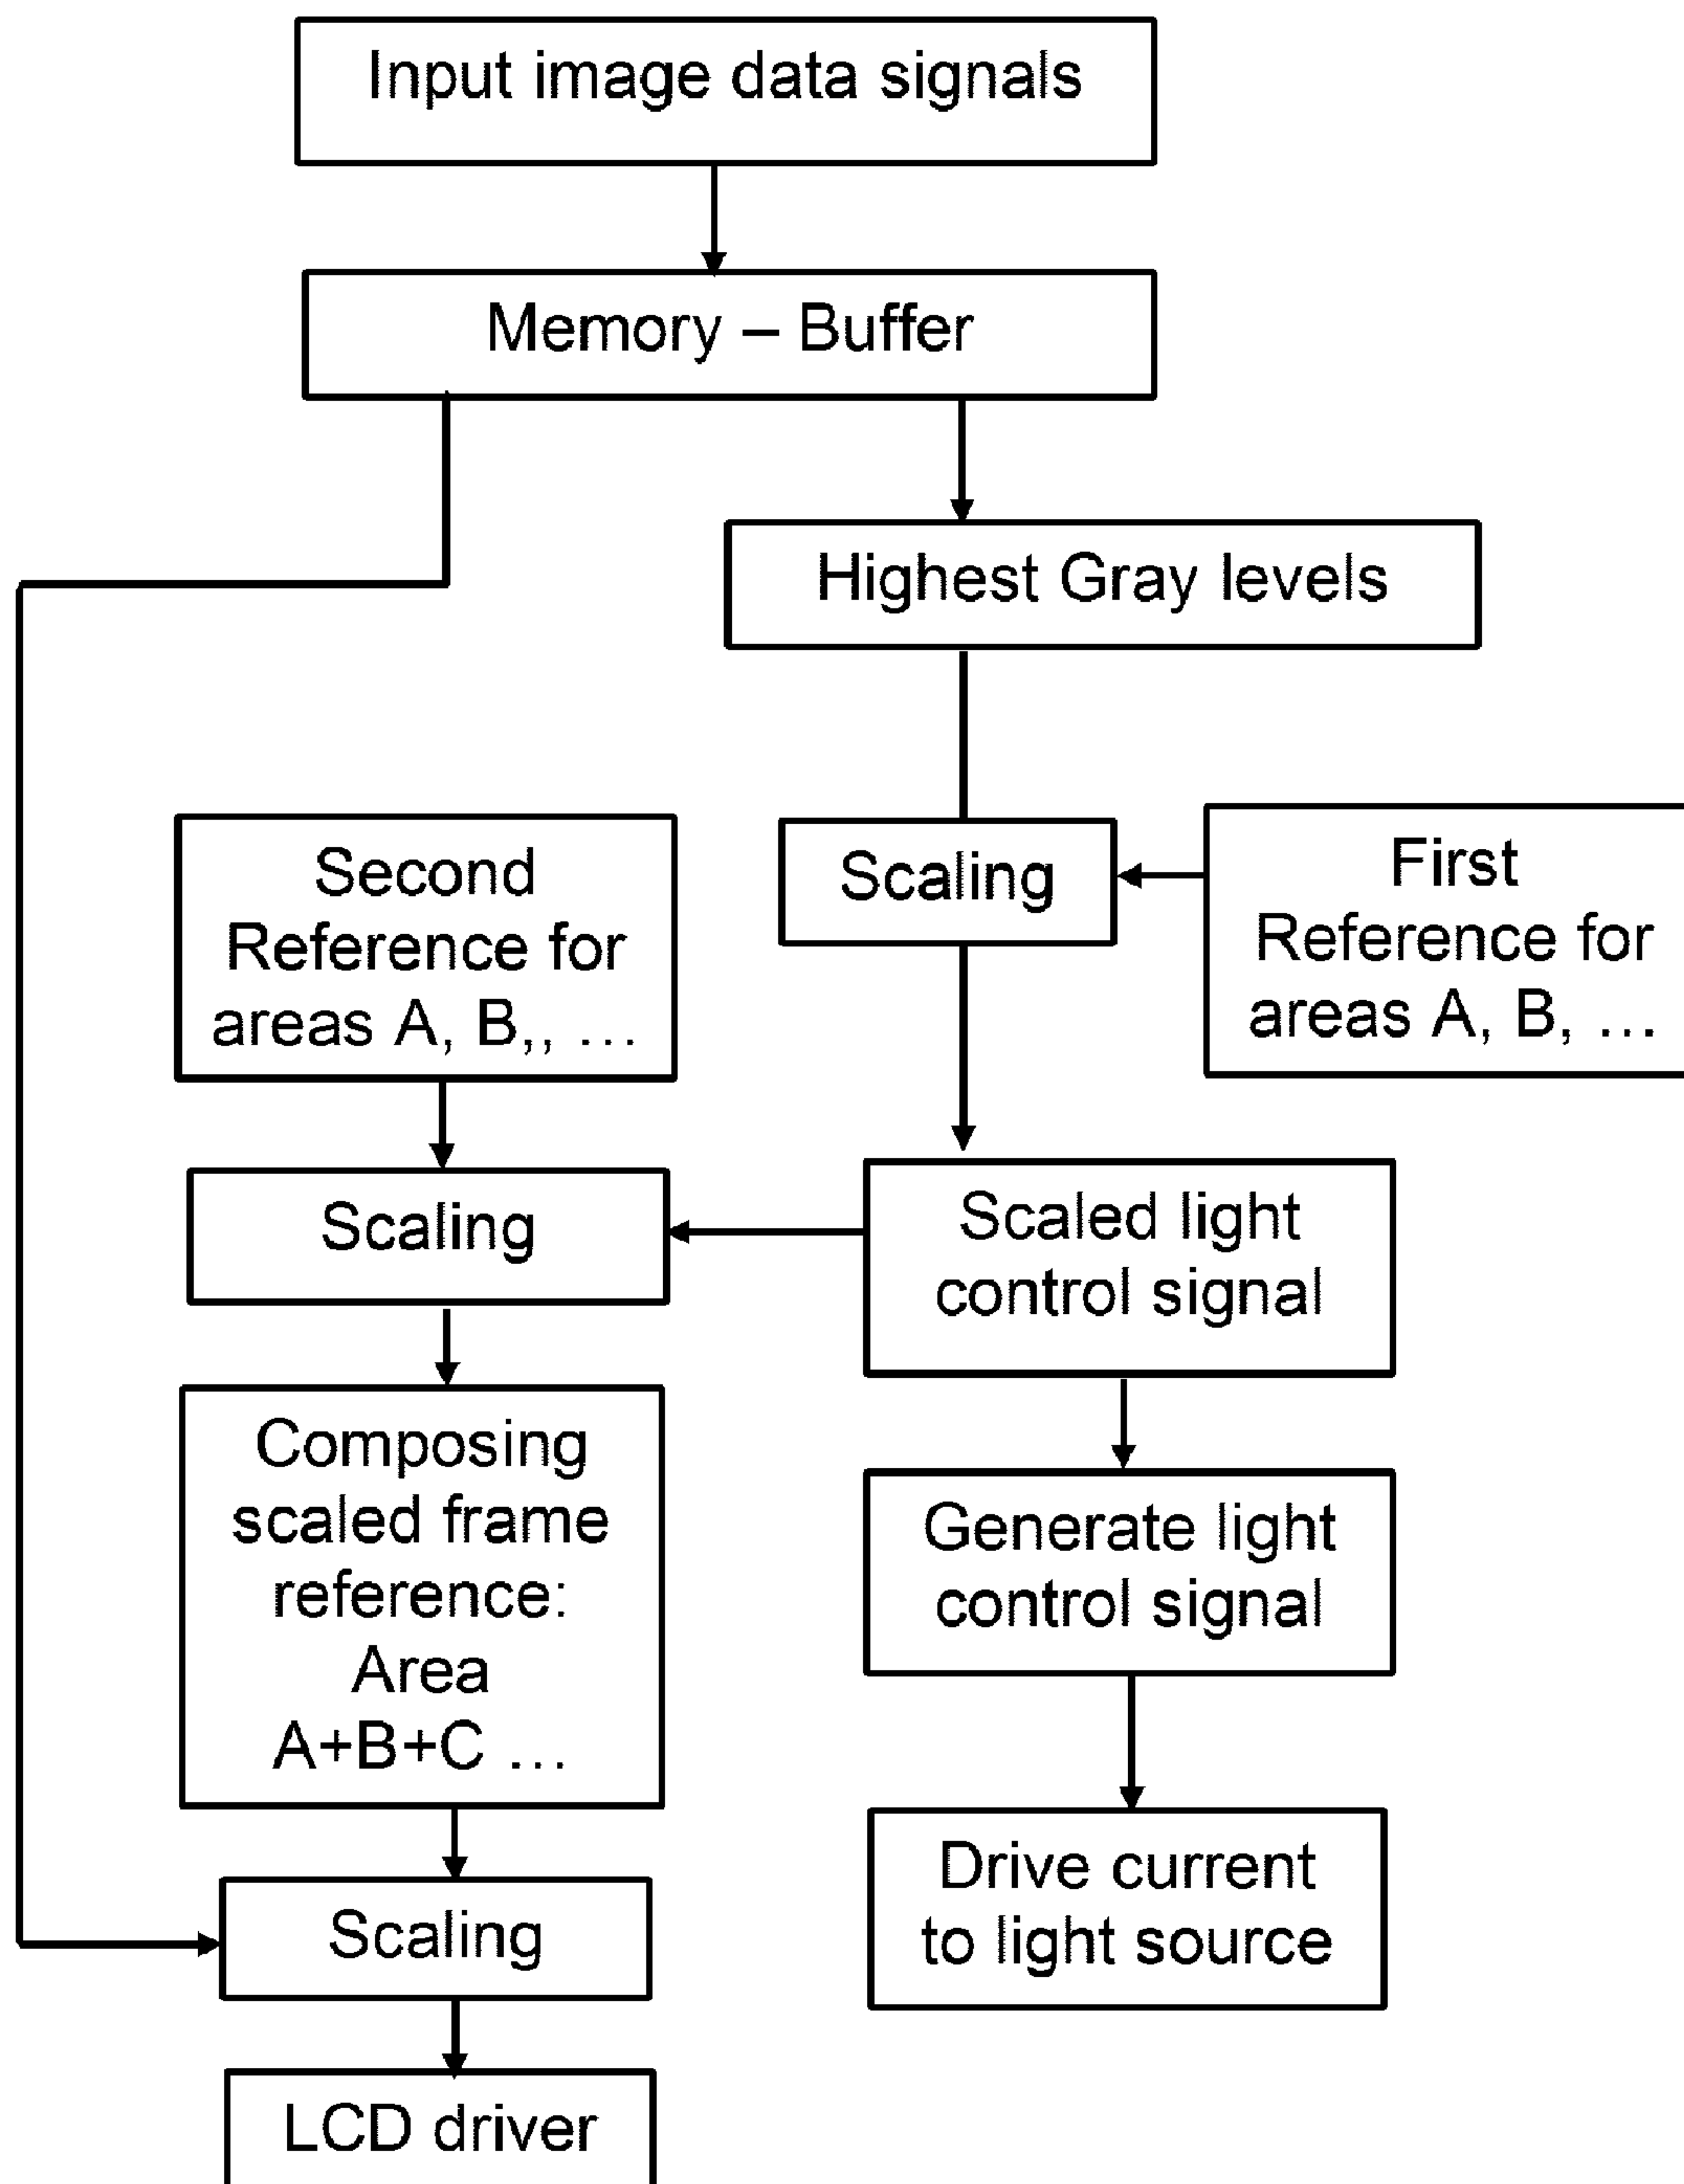 Input image data signals
Memory – Buffer
Highest Gray levels
Second
Reference for
areas A, B,, …
Scaling
First
Reference for
areas A, B, …
Scaling
Scaled light
control signal
Composing
scaled frame
reference:
Area
A+B+C …
Generate light
control signal
Scaling
Drive current
to light source
LCD driver